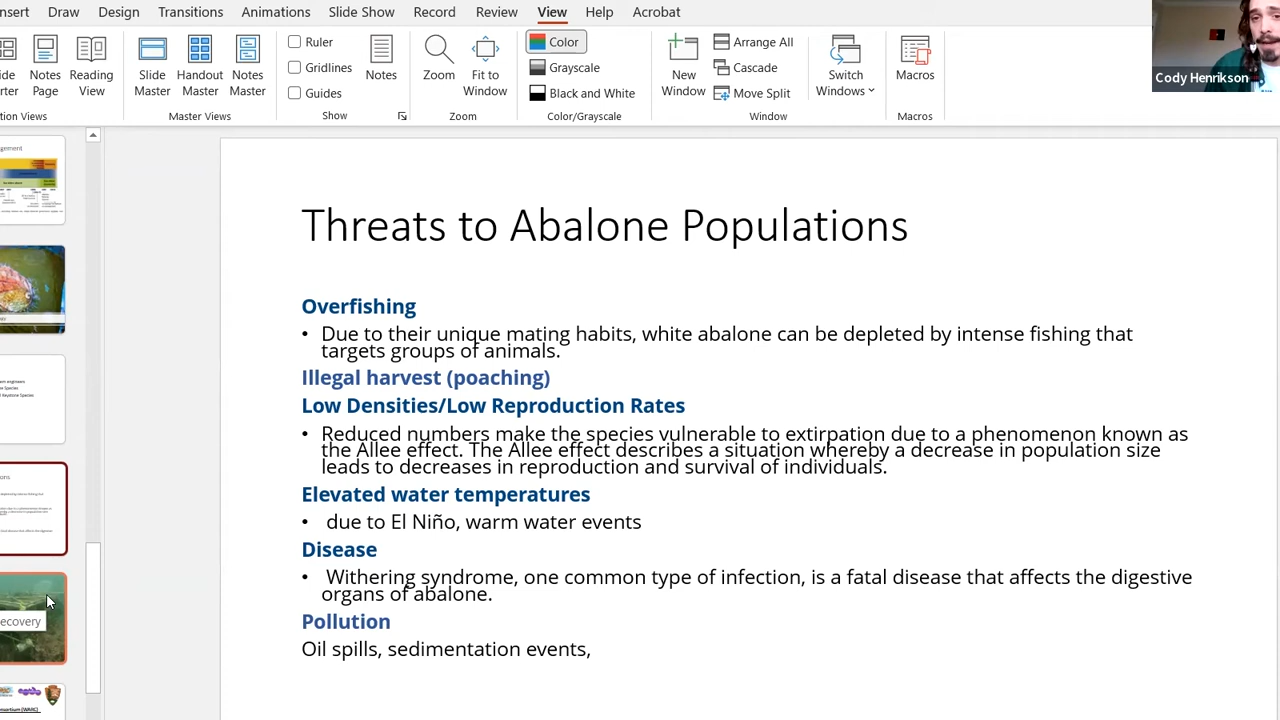 nsert Draw Design Transitions Animations Slide Show Record Review View Help Acrobat
Ruler
Gridlines
Guides
Notes Page
Reading View
Slide Master
Handout Master
Notes Master
Notes
Zoom
Fit to Window
Color
Grayscale
Black and White
New Window
Arrange All
Cascade
Move Split
Switch Windows
Macros
tion Views Master Views Show Zoom Color/Grayscale Window Macros
Cody Henrikson
Threats to Abalone Populations
Overfishing
• Due to their unique mating habits, white abalone can be depleted by intense fishing that
targets groups of animals.
Illegal harvest (poaching)
Low Densities/Low Reproduction Rates
• Reduced numbers make the species vulnerable to extirpation due to a phenomenon known as
the Allee effect. The Allee effect describes a situation whereby a decrease in population size
leads to decreases in reproduction and survival of individuals.
Elevated water temperatures
• due to El Niño, warm water events
Disease
• Withering syndrome, one common type of infection, is a fatal disease that affects the digestive
organs of abalone.
Pollution
Oil spills, sedimentation events,
ecovery